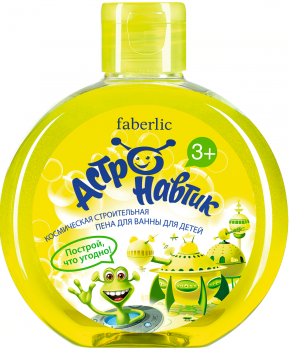 faberlic
3+
Астро
Навтик
КОСМИЧЕСКАЯ СТРОИТЕЛЬНАЯ
ПЕНА ДЛЯ ВАННЫ ДЛЯ ДЕТЕЙ
Построй,
что угодно!